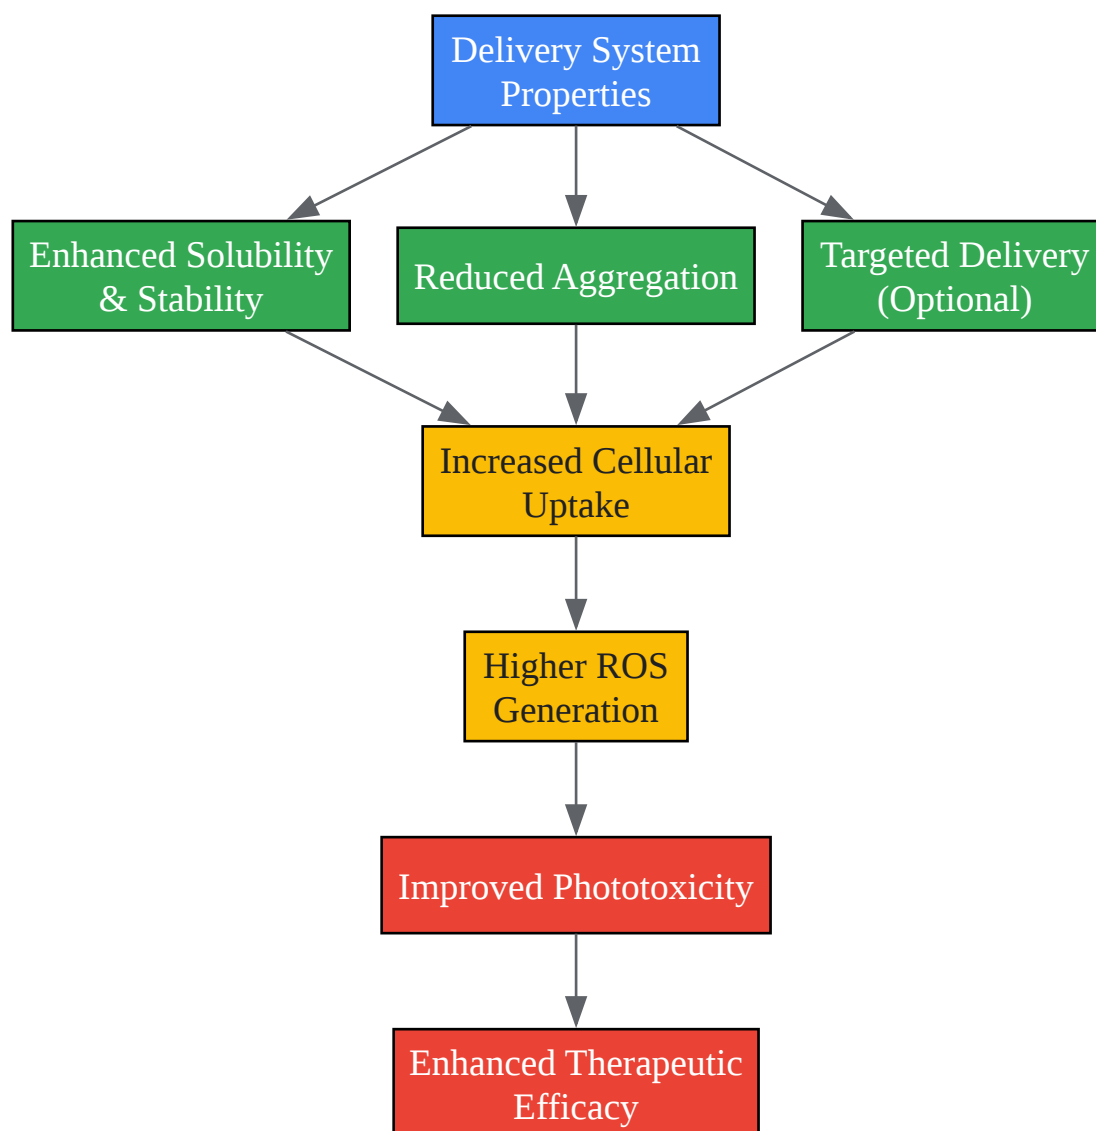 Delivery System
Properties
Enhanced Solubility
& Stability
Reduced Aggregation
Targeted Delivery
(Optional)
Increased Cellular
Uptake
Higher ROS
Generation
Improved Phototoxicity
Enhanced Therapeutic
Efficacy